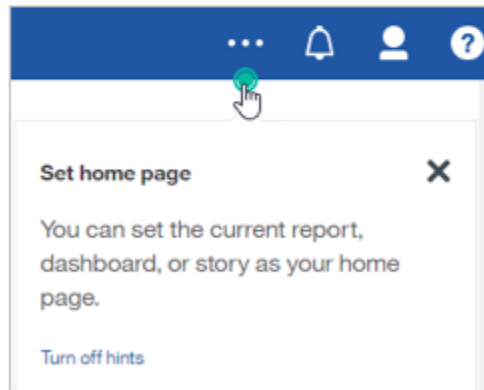 ?
Set home page
You can set the current report,
dashboard, or story as your home
page.
Turn off hints